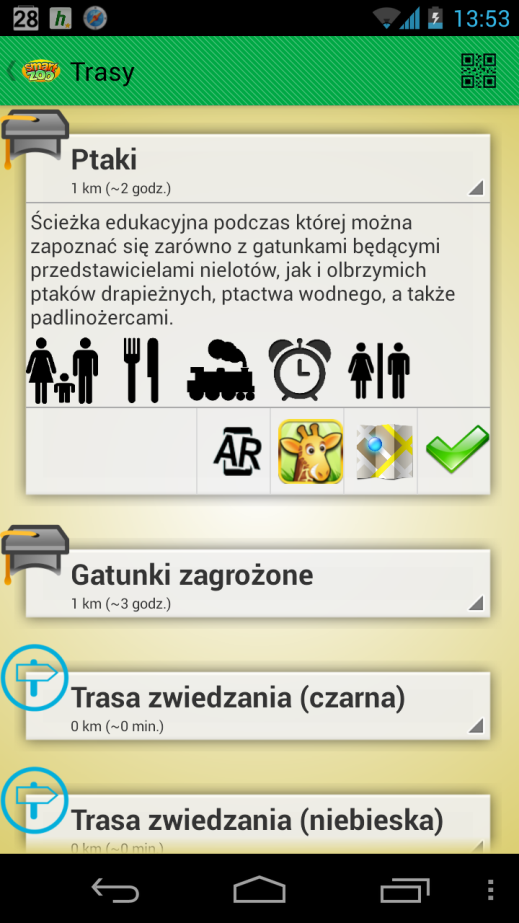 28
h
13:53
SMART ZOO
Trasy
Ptaki
1 km (~2 godz.)
Ścieżka edukacyjna podczas której można
zapoznać się zarówno z gatunkami będącymi
przedstawicielami nielotów, jak i olbrzymich
ptaków drapieżnych, ptactwa wodnego, a także
padlinożercami.
AR
Gatunki zagrożone
1 km (~3 godz.)
Trasa zwiedzania (czarna)
0 km (~0 min.)
Trasa zwiedzania (niebieska)
0 km (~0 min.)